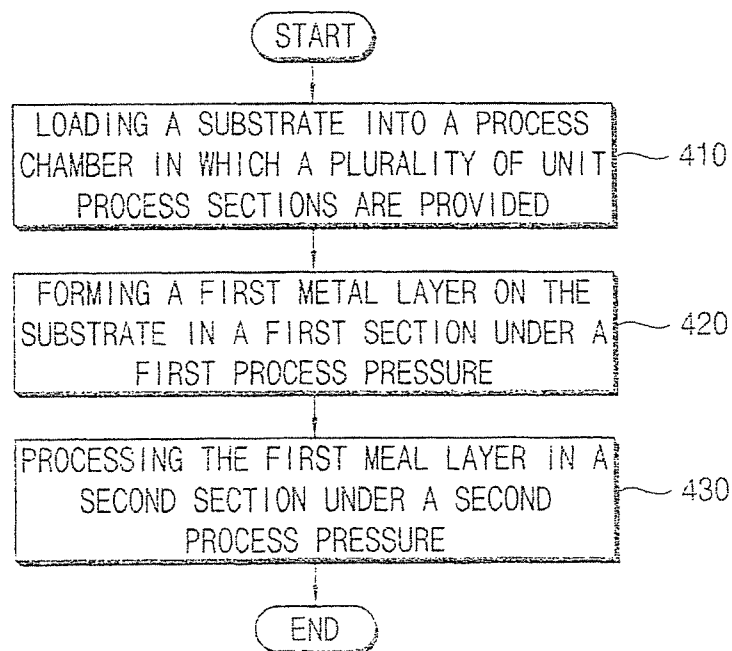 START
LOADING A SUBSTRATE INTO A PROCESS
CHAMBER IN WHICH A PLURALITY OF UNIT
PROCESS SECTIONS ARE PROVIDED
410
FORMING A FIRST METAL LAYER ON THE
SUBSTRATE IN A FIRST SECTION UNDER A
FIRST PROCESS PRESSURE
420
PROCESSING THE FIRST MEAL LAYER IN A
SECOND SECTION UNDER A SECOND
PROCESS PRESSURE
430
END